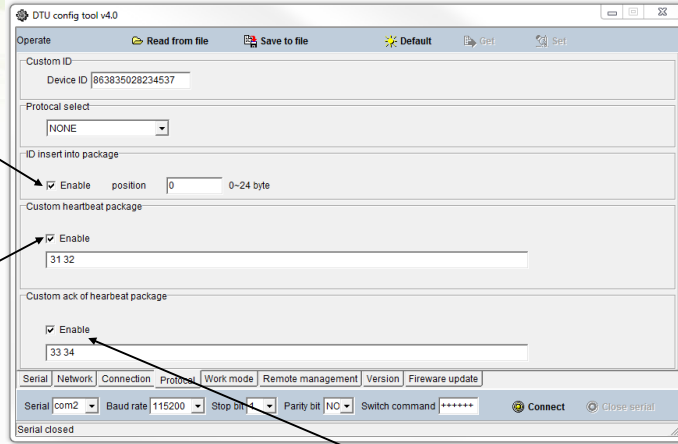 DTU config tool v4.0
Operate Read from file Save to file Default Get Set
Custom ID
Device ID 863835028234537
Protocal select
NONE
ID insert into package
Enable position 0 0~24 byte
Custom heartbeat package
Enable
31 32
Custom ack of hearbeat package
Enable
33 34
Serial Network Connection Protocal Work mode Remote management Version Fireware update
Serial com2 Baud rate 115200 Stop bit 1 Parity bit NO Switch command ++++++ Connect Close serial
Serial closed